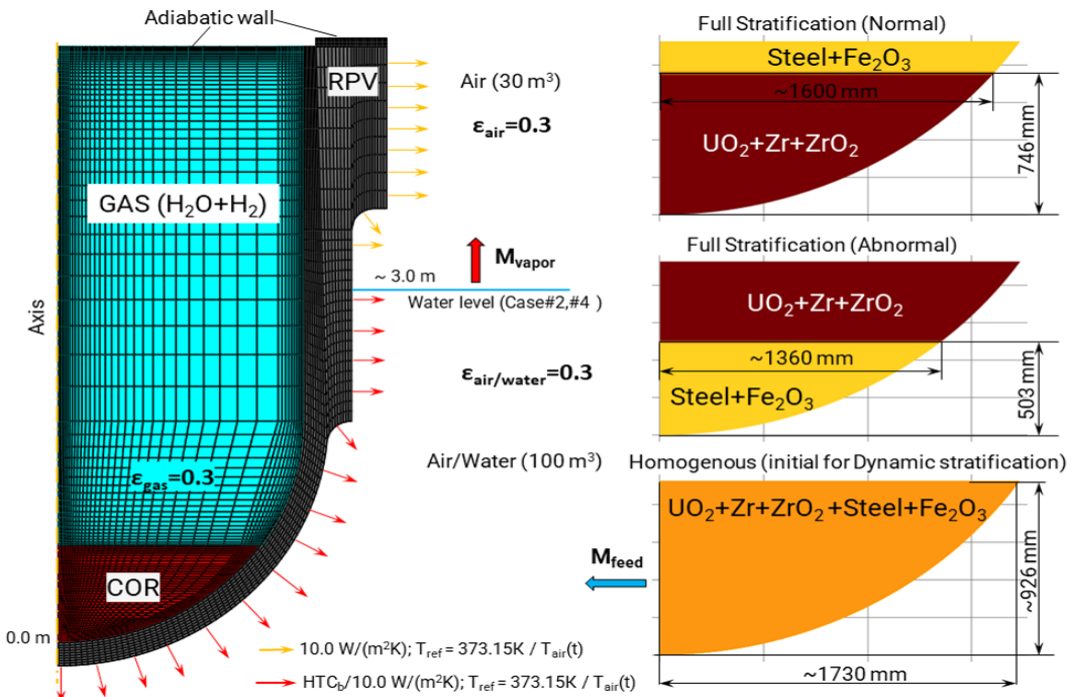 Adiabatic wall
RPV
Air (30 m³)
εair=0.3
GAS (H₂O+H₂)
Mvapor
~ 3.0 m
Water level (Case#2,#4 )
Axis
εair/water=0.3
Air/Water (100 m³)
εgas=0.3
COR
Mfeed
0.0 m
10.0 W/(m²K); Tref = 373.15K / Tair(t)
HTCb/10.0 W/(m²K); Tref = 373.15K / Tair(t)
Full Stratification (Normal)
Steel+Fe₂O₃
~1600 mm
UO₂+Zr+ZrO₂
746 mm
Full Stratification (Abnormal)
UO₂+Zr+ZrO₂
~1360 mm
Steel+Fe₂O₃
503 mm
Homogenous (initial for Dynamic stratification)
UO₂+Zr+ZrO₂+Steel+Fe₂O₃
~926 mm
~1730 mm